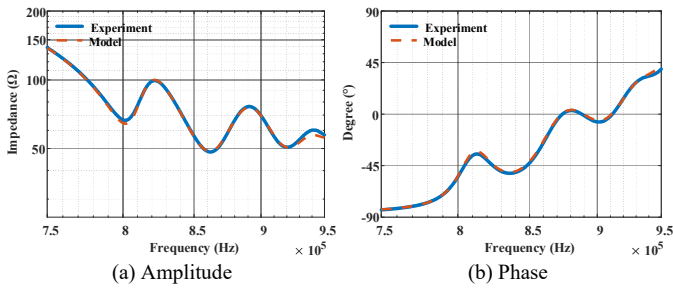 200
150
100
50
7.5
8
8.5
9
9.5
Impedance (Ω)
Frequency (Hz)
× 10⁵
Experiment
Model
(a) Amplitude
90
45
0
-45
-90
7.5
8
8.5
9
9.5
Degree (°)
Frequency (Hz)
× 10⁵
Experiment
Model
(b) Phase